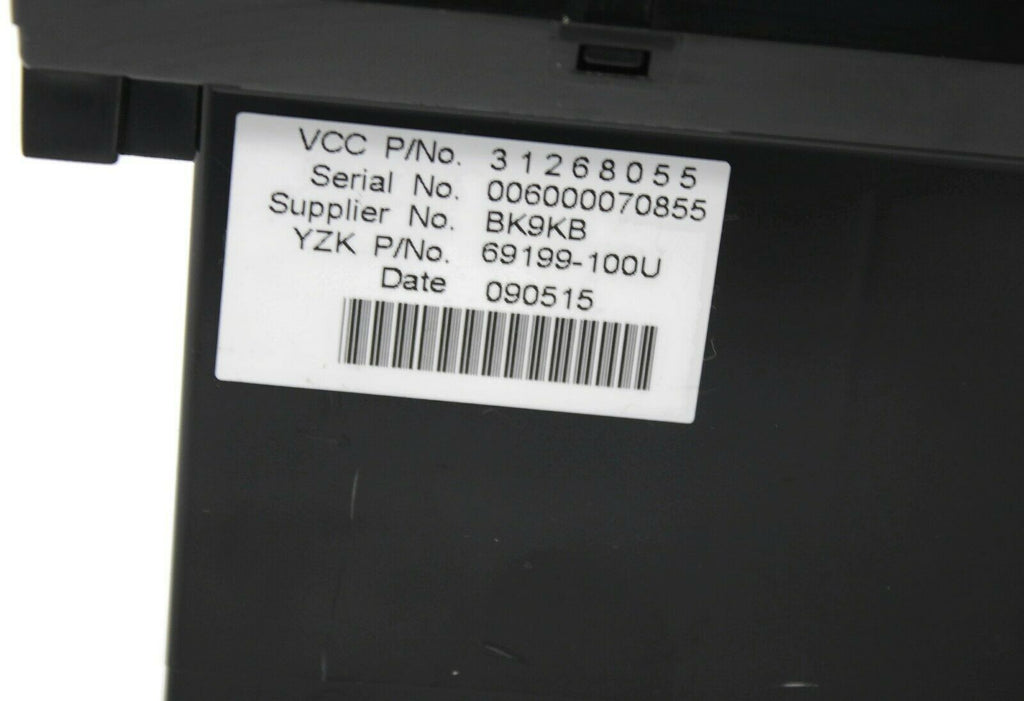 VCC P/No. 31268055
Serial No. 006000070855
Supplier No. BK9KB
YZK P/No. 69199-100U
Date 090515